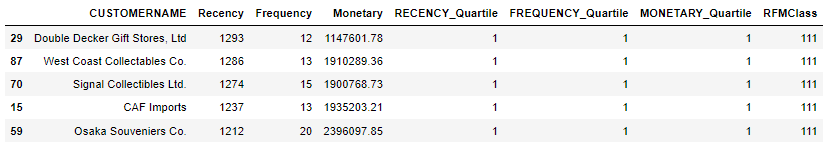 CUSTOMERNAME Recency Frequency Monetary RECENCY_Quartile FREQUENCY_Quartile MONETARY_Quartile RFMClass
29 Double Decker Gift Stores, Ltd 1293 12 1147601.78 1 1 1 111
87 West Coast Collectables Co. 1286 13 1910289.36 1 1 1 111
70 Signal Collectibles Ltd. 1274 15 1900768.73 1 1 1 111
15 CAF Imports 1237 13 1935203.21 1 1 1 111
59 Osaka Souveniers Co. 1212 20 2396097.85 1 1 1 111